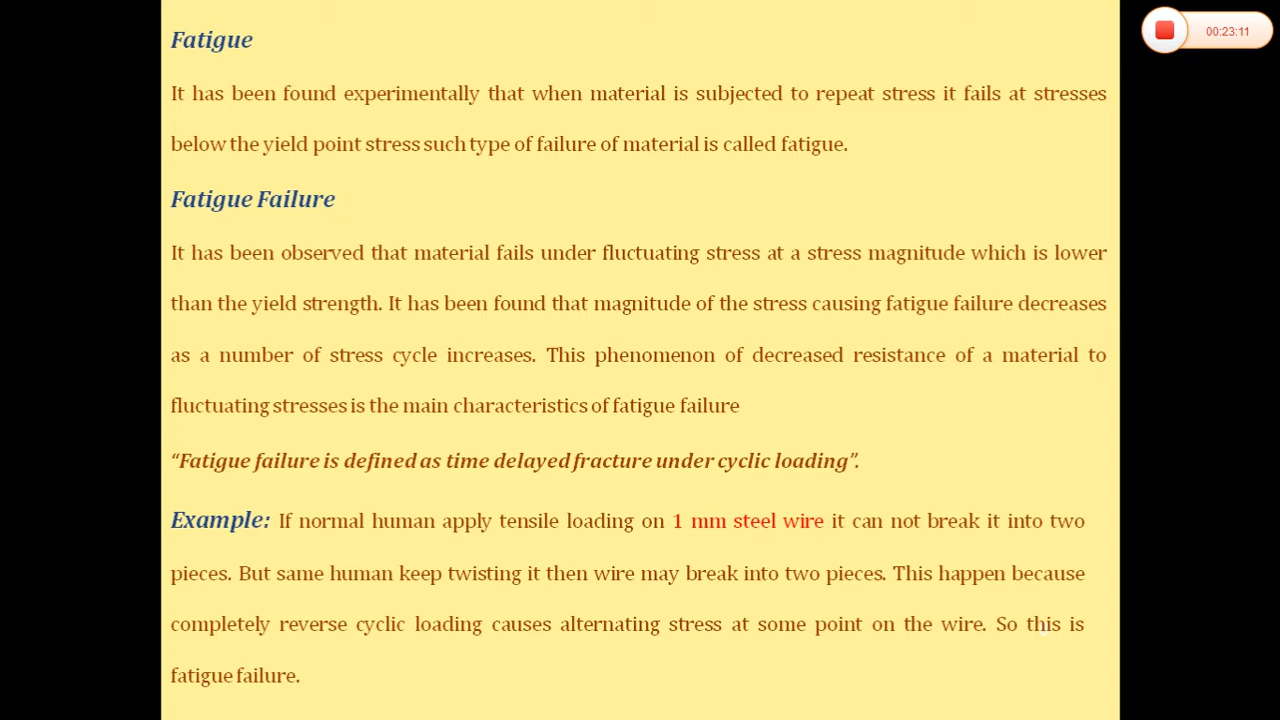 Fatigue
00:23:11
It has been found experimentally that when material is subjected to repeat stress it fails at stresses
below the yield point stress such type of failure of material is called fatigue.
Fatigue Failure
It has been observed that material fails under fluctuating stress at a stress magnitude which is lower
than the yield strength. It has been found that magnitude of the stress causing fatigue failure decreases
as a number of stress cycle increases. This phenomenon of decreased resistance of a material to
fluctuating stresses is the main characteristics of fatigue failure
“Fatigue failure is defined as time delayed fracture under cyclic loading”.
Example: If normal human apply tensile loading on 1 mm steel wire it can not break it into two
pieces. But same human keep twisting it then wire may break into two pieces. This happen because
completely reverse cyclic loading causes alternating stress at some point on the wire. So this is
fatigue failure.